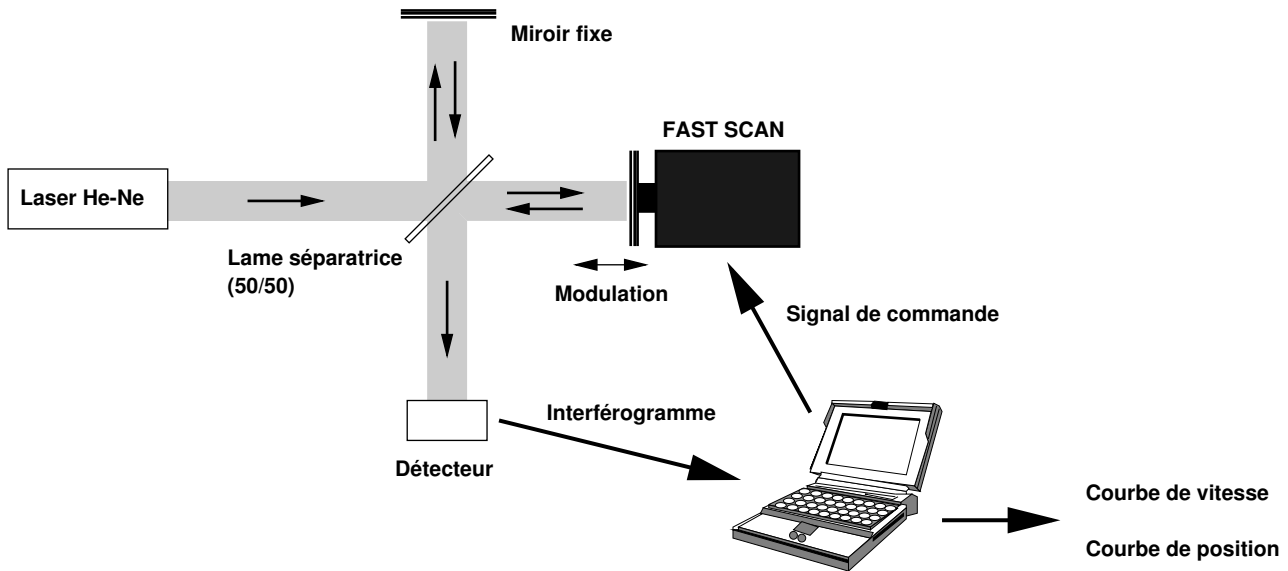 Miroir fixe
FAST SCAN
Laser He-Ne
Lame séparatrice
(50/50)
Modulation
Signal de commande
Interférogramme
Détecteur
Courbe de vitesse
Courbe de position